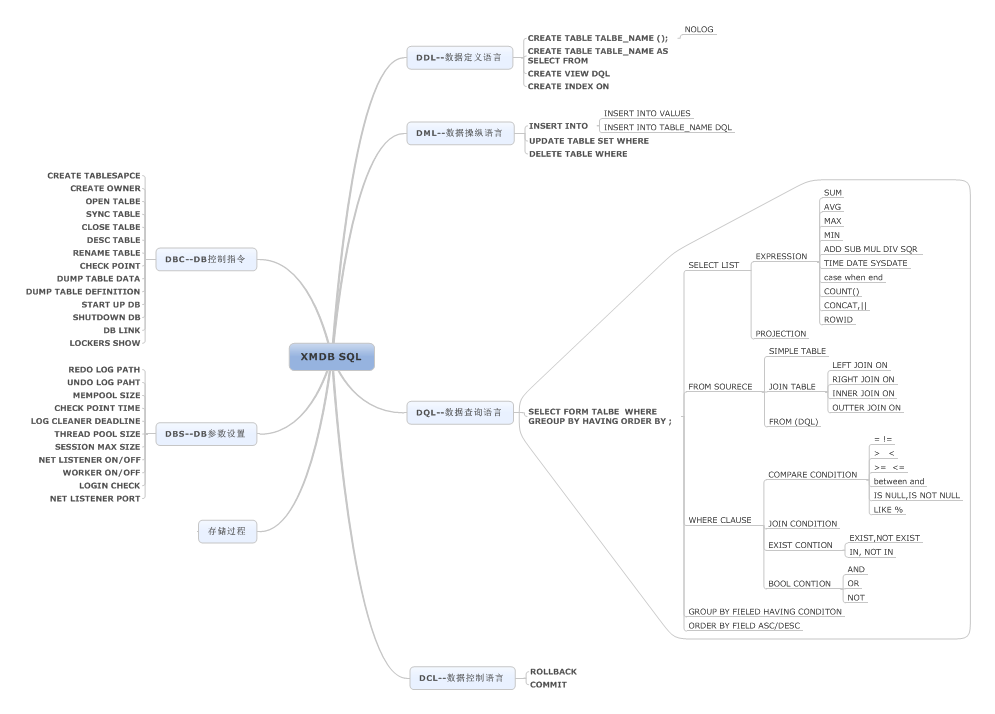 XMDB SQL
DDL--数据定义语言
CREATE TABLE TALBE_NAME ();
NOLOG
CREATE TABLE TABLE_NAME AS
SELECT FROM
CREATE VIEW DQL
CREATE INDEX ON
DML--数据操纵语言
INSERT INTO
INSERT INTO VALUES
INSERT INTO TABLE_NAME DQL
UPDATE TABLE SET WHERE
DELETE TABLE WHERE
DQL--数据查询语言
SELECT FORM TALBE WHERE
GREOUP BY HAVING ORDER BY ;
SELECT LIST
EXPRESSION
SUM
AVG
MAX
MIN
ADD SUB MUL DIV SQR
TIME DATE SYSDATE
case when end
COUNT()
CONCAT,||
ROWID
PROJECTION
FROM SOURECE
SIMPLE TABLE
JOIN TABLE
LEFT JOIN ON
RIGHT JOIN ON
INNER JOIN ON
OUTTER JOIN ON
FROM (DQL)
WHERE CLAUSE
COMPARE CONDITION
= !=
> <
>= <=
between and
IS NULL,IS NOT NULL
LIKE %
JOIN CONDITION
EXIST CONTION
EXIST,NOT EXIST
IN, NOT IN
BOOL CONTION
AND
OR
NOT
GROUP BY FIELED HAVING CONDITON
ORDER BY FIELD ASC/DESC
DCL--数据控制语言
ROLLBACK
COMMIT
DBC--DB控制指令
CREATE TABLESAPCE
CREATE OWNER
OPEN TALBE
SYNC TABLE
CLOSE TALBE
DESC TABLE
RENAME TABLE
CHECK POINT
DUMP TABLE DATA
DUMP TABLE DEFINITION
START UP DB
SHUTDOWN DB
DB LINK
LOCKERS SHOW
DBS--DB参数设置
REDO LOG PATH
UNDO LOG PAHT
MEMPOOL SIZE
CHECK POINT TIME
LOG CLEANER DEADLINE
THREAD POOL SIZE
SESSION MAX SIZE
NET LISTENER ON/OFF
WORKER ON/OFF
LOGIN CHECK
NET LISTENER PORT
存储过程